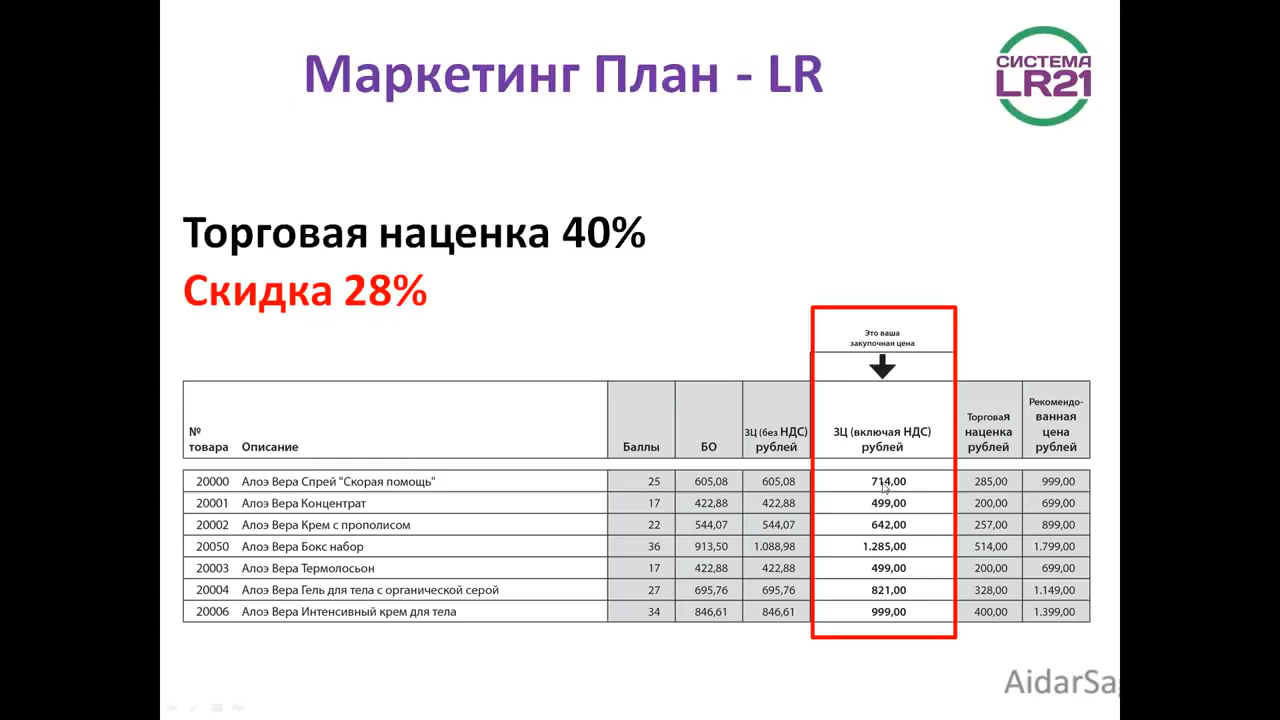 Маркетинг План - LR
СИСТЕМА
LR21
Торговая наценка 40%
Скидка 28%
Это ваша
закупочная цена
№ товара Описание Баллы БО ЗЦ (без НДС) рублей ЗЦ (включая НДС) рублей Торговая наценка рублей Рекомендованная цена рублей
20000 Алоэ Вера Спрей "Скорая помощь" 25 605,08 605,08 714,00 285,00 999,00
20001 Алоэ Вера Концентрат 17 422,88 422,88 499,00 200,00 699,00
20002 Алоэ Вера Крем с прополисом 22 544,07 544,07 642,00 257,00 899,00
20050 Алоэ Вера Бокс набор 36 913,50 1.088,98 1.285,00 514,00 1.799,00
20003 Алоэ Вера Термолосьон 17 422,88 422,88 499,00 200,00 699,00
20004 Алоэ Вера Гель для тела с органической серой 27 695,76 695,76 821,00 328,00 1.149,00
20006 Алоэ Вера Интенсивный крем для тела 34 846,61 846,61 999,00 400,00 1.399,00